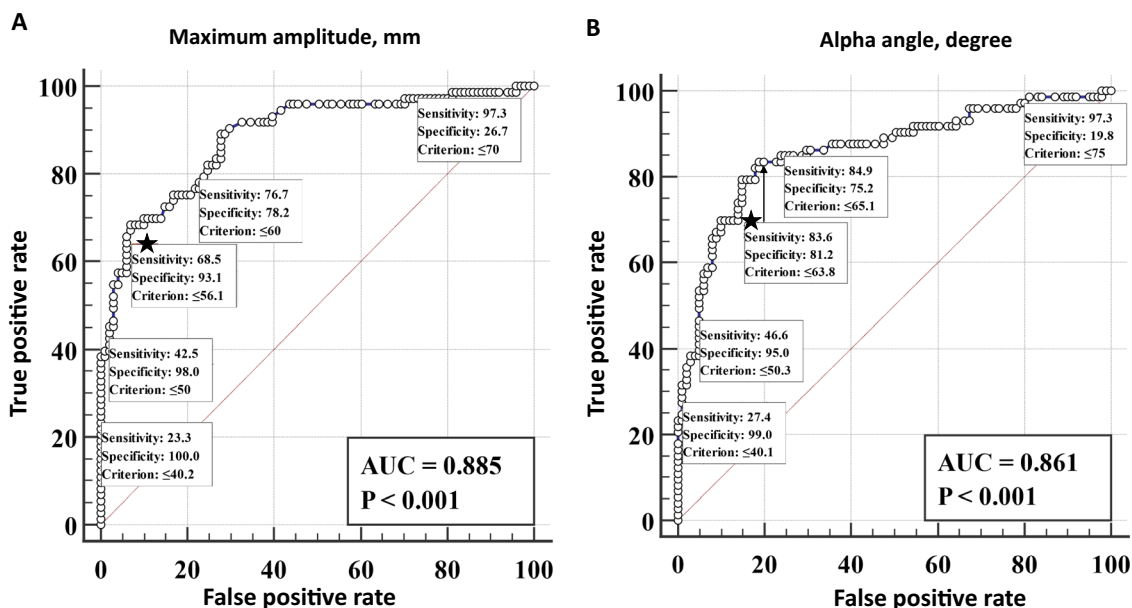 A
Maximum amplitude, mm
True positive rate
100
80
60
40
20
0
Sensitivity: 97.3
Specificity: 26.7
Criterion: ≤70
Sensitivity: 76.7
Specificity: 78.2
Criterion: ≤60
Sensitivity: 68.5
Specificity: 93.1
Criterion: ≤56.1
Sensitivity: 42.5
Specificity: 98.0
Criterion: ≤50
Sensitivity: 23.3
Specificity: 100.0
Criterion: ≤40.2
AUC = 0.885
P < 0.001
0 20 40 60 80 100
False positive rate
B
Alpha angle, degree
True positive rate
100
80
60
40
20
0
Sensitivity: 97.3
Specificity: 19.8
Criterion: ≤75
Sensitivity: 84.9
Specificity: 75.2
Criterion: ≤65.1
Sensitivity: 83.6
Specificity: 81.2
Criterion: ≤63.8
Sensitivity: 46.6
Specificity: 95.0
Criterion: ≤50.3
Sensitivity: 27.4
Specificity: 99.0
Criterion: ≤40.1
AUC = 0.861
P < 0.001
0 20 40 60 80 100
False positive rate